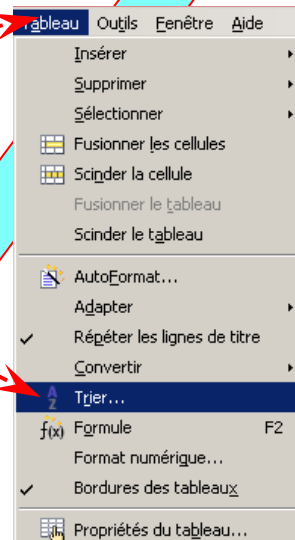 Tableau Outils Fenêtre Aide
Insérer
Supprimer
Sélectionner
Fusionner les cellules
Scinder la cellule
Fusionner le tableau
Scinder le tableau
AutoFormat...
Adapter
Répéter les lignes de titre
Convertir
Trier...
Formule F2
Format numérique...
Bordures des tableaux
Propriétés du tableau...